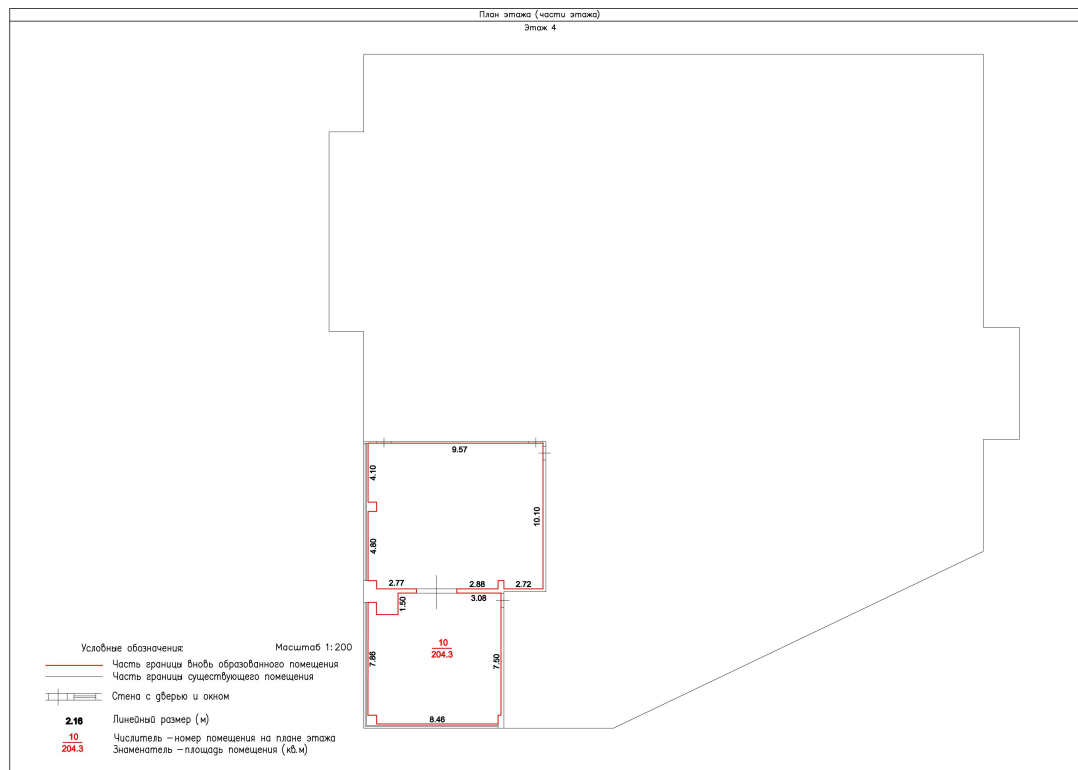 План этажа (части этажа)
Этаж 4
9.57
4.10
10.10
4.80
2.77
2.88
2.72
1.50
3.08
10
204.3
7.86
7.50
8.46
Условные обозначения:
Масштаб 1:200
Часть границы вновь образованного помещения
Часть границы существующего помещения
Стена с дверью и окном
2.16
Линейный размер (м)
10
204.3
Числитель – номер помещения на плане этажа
Знаменатель – площадь помещения (кв.м)